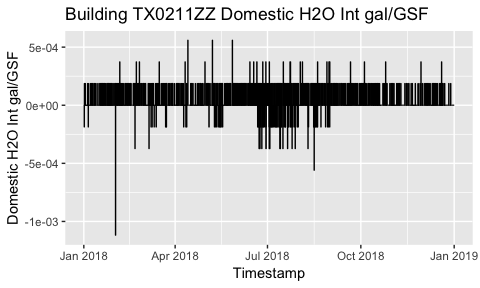 Building TX0211ZZ Domestic H2O Int gal/GSF
Domestic H2O Int gal/GSF
5e-04
0e+00
-5e-04
-1e-03
Jan 2018
Apr 2018
Jul 2018
Oct 2018
Jan 2019
Timestamp